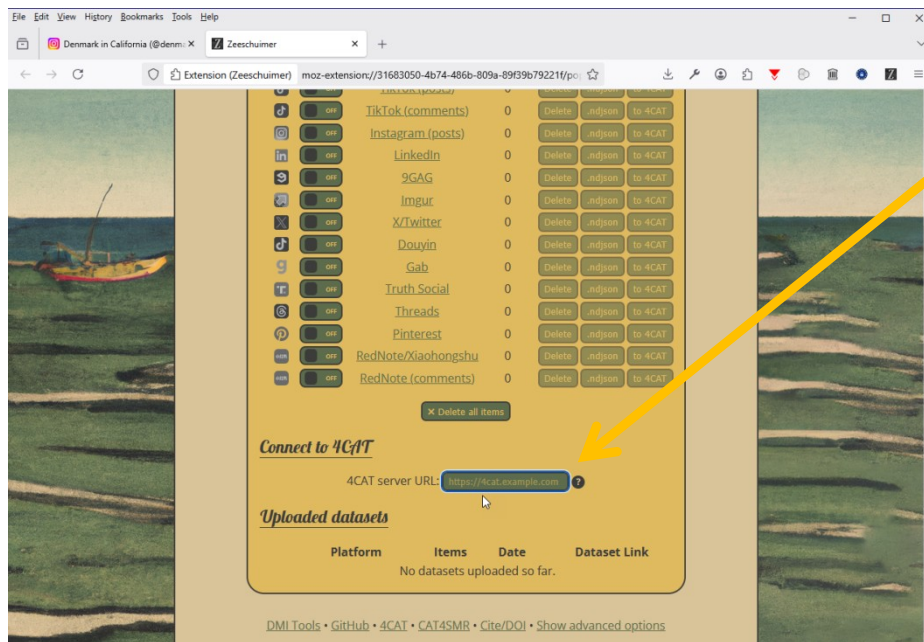 File Edit View History Bookmarks Tools Help
Denmark in California (@denm
Zeeschuimer
Extension (Zeeschuimer) moz-extension://31683050-4b74-486b-809a-89f39b79221f/po
TikTok (posts) 0 Delete .ndjson to 4CAT
OFF TikTok (comments) 0 Delete .ndjson to 4CAT
OFF Instagram (posts) 0 Delete .ndjson to 4CAT
OFF LinkedIn 0 Delete .ndjson to 4CAT
OFF 9GAG 0 Delete .ndjson to 4CAT
OFF Imgur 0 Delete .ndjson to 4CAT
OFF X/Twitter 0 Delete .ndjson to 4CAT
OFF Douyin 0 Delete .ndjson to 4CAT
OFF Gab 0 Delete .ndjson to 4CAT
OFF Truth Social 0 Delete .ndjson to 4CAT
OFF Threads 0 Delete .ndjson to 4CAT
OFF Pinterest 0 Delete .ndjson to 4CAT
OFF RedNote/Xiaohongshu 0 Delete .ndjson to 4CAT
OFF RedNote (comments) 0 Delete .ndjson to 4CAT
× Delete all items
Connect to 4CAT
4CAT server URL: https://4cat.example.com ?
Uploaded datasets
Platform Items Date Dataset Link
No datasets uploaded so far.
DMI Tools • GitHub • 4CAT • CAT4SMR • Cite/DOI • Show advanced options